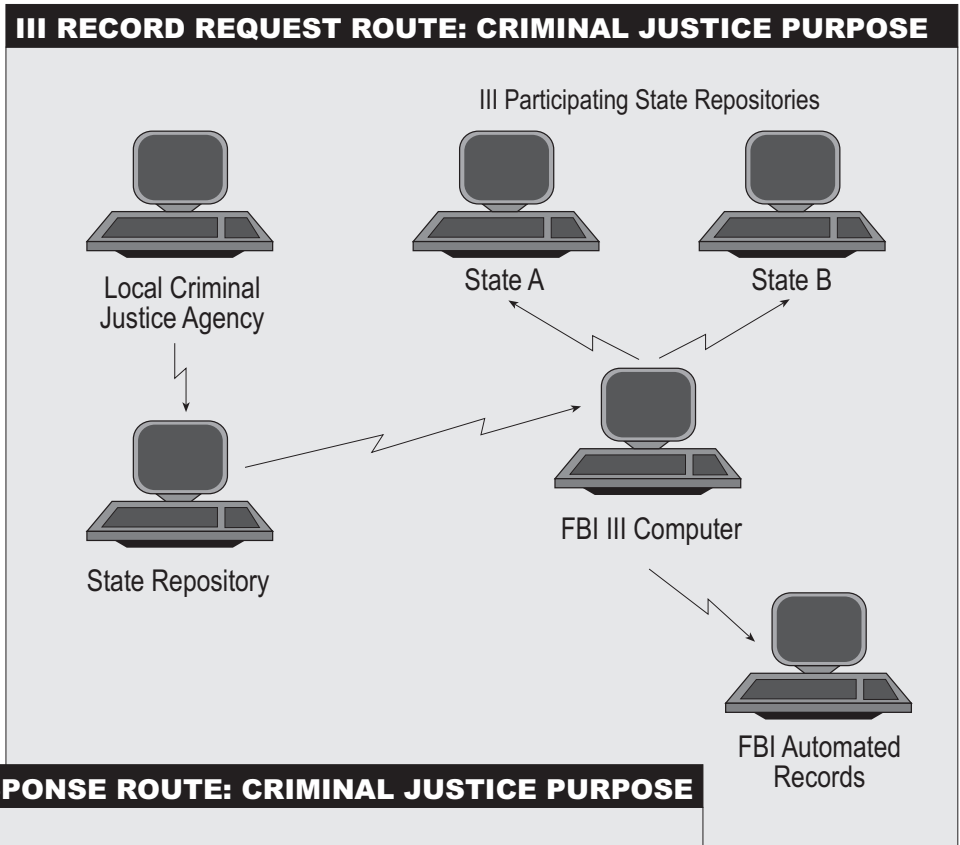 III RECORD REQUEST ROUTE: CRIMINAL JUSTICE PURPOSE
III Participating State Repositories
State A
State B
Local Criminal
Justice Agency
FBI III Computer
State Repository
FBI Automated
Records
PONSE ROUTE: CRIMINAL JUSTICE PURPOSE